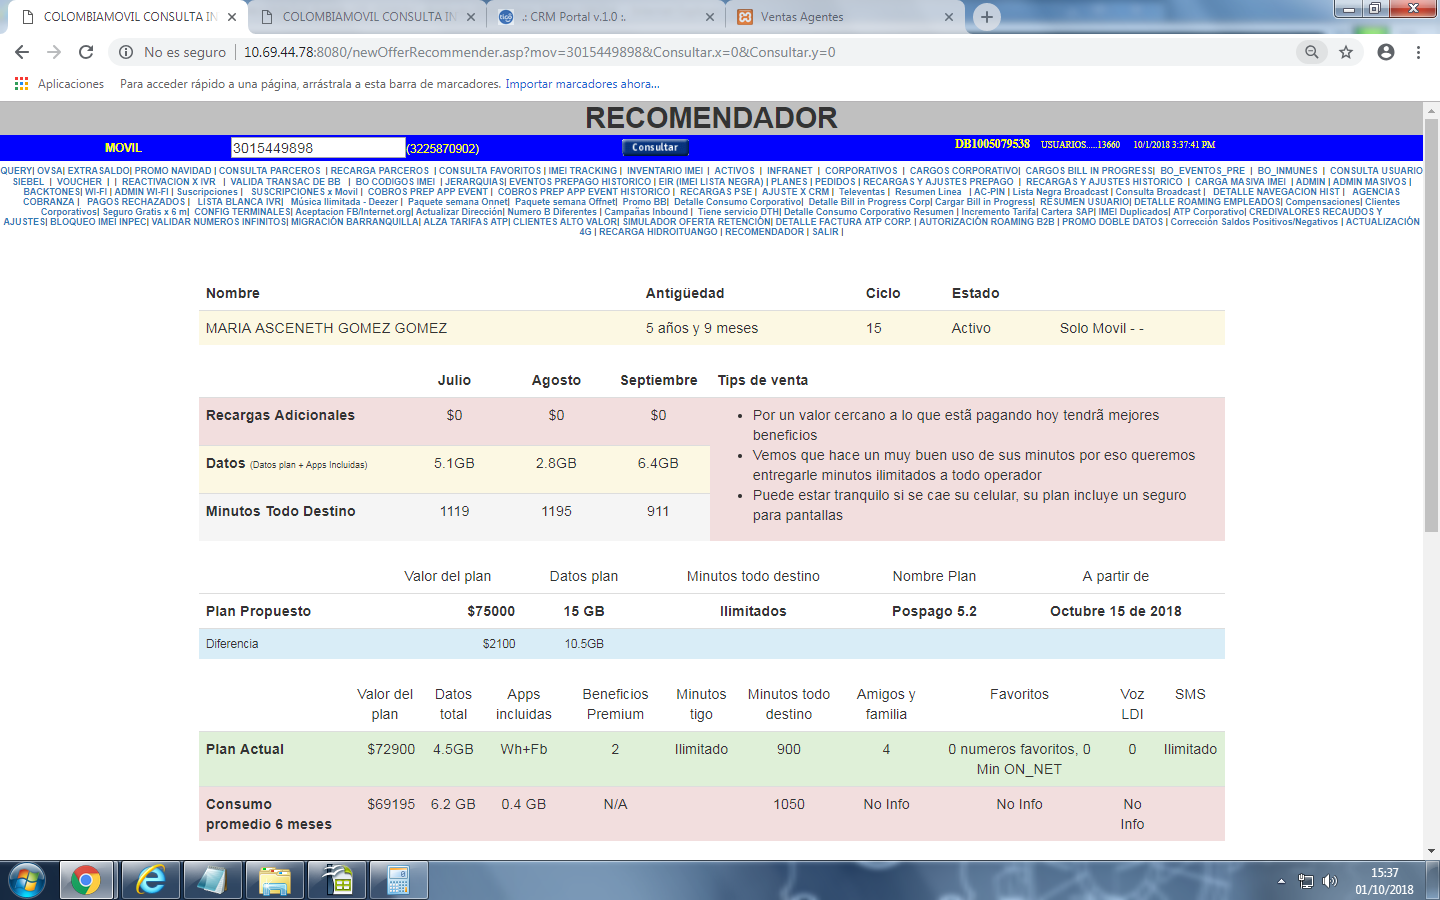 COLOMBIAMOVIL CONSULTA IN
COLOMBIAMOVIL CONSULTA IN
.: CRM Portal v.1.0 :.
Ventas Agentes
No es seguro | 10.69.44.78:8080/newOfferRecommender.asp?mov=3015449898&Consultar.x=0&Consultar.y=0
Aplicaciones Para acceder rápido a una página, arrástrala a esta barra de marcadores. Importar marcadores ahora...
RECOMENDADOR
MOVIL 3015449898 (3225870902) Consultar DB1005079538 USUARIOS.....13660 10/1/2018 3:37:41 PM
QUERY| OVSA| EXTRASALDO| PROMO NAVIDAD | CONSULTA PARCEROS | RECARGA PARCEROS | CONSULTA FAVORITOS | IMEI TRACKING | INVENTARIO IMEI | ACTIVOS | INFRANET | CORPORATIVOS | CARGOS CORPORATIVO| CARGOS BILL IN PROGRESS| BO_EVENTOS_PRE | BO_INMUNES | CONSULTA USUARIO
SIEBEL | VOUCHER | | REACTIVACION X IVR | VALIDA TRANSAC DE BB | BO CODIGOS IMEI | JERARQUIAS| EVENTOS PREPAGO HISTORICO | EIR (IMEI LISTA NEGRA) | PLANES | PEDIDOS | RECARGAS Y AJUSTES PREPAGO | RECARGAS Y AJUSTES HISTORICO | CARGA MASIVA IMEI | ADMIN | ADMIN MASIVOS |
BACKTONES| Wi-Fi | ADMIN WI-FI | Suscripciones | SUSCRIPCIONES x Movil | COBROS PREP APP EVENT | COBROS PREP APP EVENT HISTORICO | RECARGAS PSE | AJUSTE X CRM | Televentas | Resumen Linea | AC-PIN | Lista Negra Broadcast | Consulta Broadcast | DETALLE NAVEGACION HIST | AGENCIAS
COBRANZA | PAGOS RECHAZADOS | LISTA BLANCA IVR| Música Ilimitada - Deezer | Paquete semana Onnet| Paquete semana Offnet| Promo BB| Detalle Consumo Corporativo| Detalle Bill in Progress Corp| Cargar Bill in Progress| RESUMEN USUARIO| DETALLE ROAMING EMPLEADOS| Compensaciones| Clientes
Corporativos| Seguro Gratis x 6 m| CONFIG TERMINALES| Aceptacion FB/Internet.org| Actualizar Dirección| Numero B Diferentes | Campañas Inbound | Tiene servicio DTH| Detalle Consumo Corporativo Resumen | Incremento Tarifa| Cartera SAP| IMEI Duplicados| ATP Corporativo| CREDIVALORES RECAUDOS Y
AJUSTES| BLOQUEO IMEI INPEC| VALIDAR NUMEROS INFINITOS| MIGRACIÓN BARRANQUILLA| ALZA TARIFAS ATP| CLIENTES ALTO VALOR| SIMULADOR OFERTA RETENCIÓN| DETALLE FACTURA ATP CORP. | AUTORIZACIÓN ROAMING B2B | PROMO DOBLE DATOS | Corrección Saldos Positivos/Negativos | ACTUALIZACIÓN
4G | RECARGA HIDROITUANGO | RECOMENDADOR | SALIR |
Nombre Antigüedad Ciclo Estado
MARIA ASCENETH GOMEZ GOMEZ 5 años y 9 meses 15 Activo Solo Movil - -
Julio Agosto Septiembre Tips de venta
Recargas Adicionales $0 $0 $0
Datos (Datos plan + Apps Incluidas) 5.1GB 2.8GB 6.4GB
Minutos Todo Destino 1119 1195 911
• Por un valor cercano a lo que estã pagando hoy tendrã mejores
beneficios
• Vemos que hace un muy buen uso de sus minutos por eso queremos
entregarle minutos ilimitados a todo operador
• Puede estar tranquilo si se cae su celular, su plan incluye un seguro
para pantallas
Valor del plan Datos plan Minutos todo destino Nombre Plan A partir de
Plan Propuesto $75000 15 GB Ilimitados Pospago 5.2 Octubre 15 de 2018
Diferencia $2100 10.5GB
Valor del Datos Apps Beneficios Minutos Minutos todo Amigos y Favoritos Voz SMS
plan total incluidas Premium tigo destino familia LDI
Plan Actual $72900 4.5GB Wh+Fb 2 Ilimitado 900 4 0 numeros favoritos, 0 0 Ilimitado
Min ON_NET
Consumo $69195 6.2 GB 0.4 GB N/A 1050 No Info No Info No
promedio 6 meses Info
15:37
01/10/2018